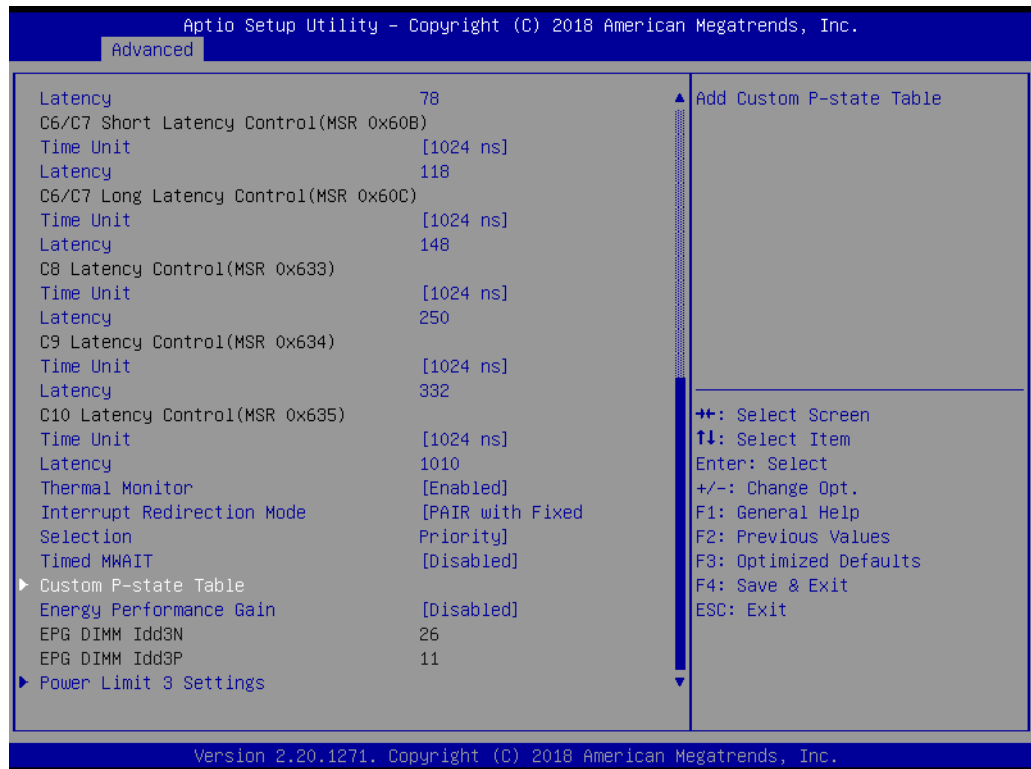 Aptio Setup Utility – Copyright (C) 2018 American Megatrends, Inc.
Advanced
Latency 78
C6/C7 Short Latency Control(MSR 0x60B)
Time Unit [1024 ns]
Latency 118
C6/C7 Long Latency Control(MSR 0x60C)
Time Unit [1024 ns]
Latency 148
C8 Latency Control(MSR 0x633)
Time Unit [1024 ns]
Latency 250
C9 Latency Control(MSR 0x634)
Time Unit [1024 ns]
Latency 332
C10 Latency Control(MSR 0x635)
Time Unit [1024 ns]
Latency 1010
Thermal Monitor [Enabled]
Interrupt Redirection Mode [PAIR with Fixed
Selection Priority]
Timed MWAIT [Disabled]
Custom P-state Table
Energy Performance Gain [Disabled]
EPG DIMM Idd3N 26
EPG DIMM Idd3P 11
Power Limit 3 Settings
Add Custom P-state Table
→←: Select Screen
↑↓: Select Item
Enter: Select
+/-: Change Opt.
F1: General Help
F2: Previous Values
F3: Optimized Defaults
F4: Save & Exit
ESC: Exit
Version 2.20.1271. Copyright (C) 2018 American Megatrends, Inc.